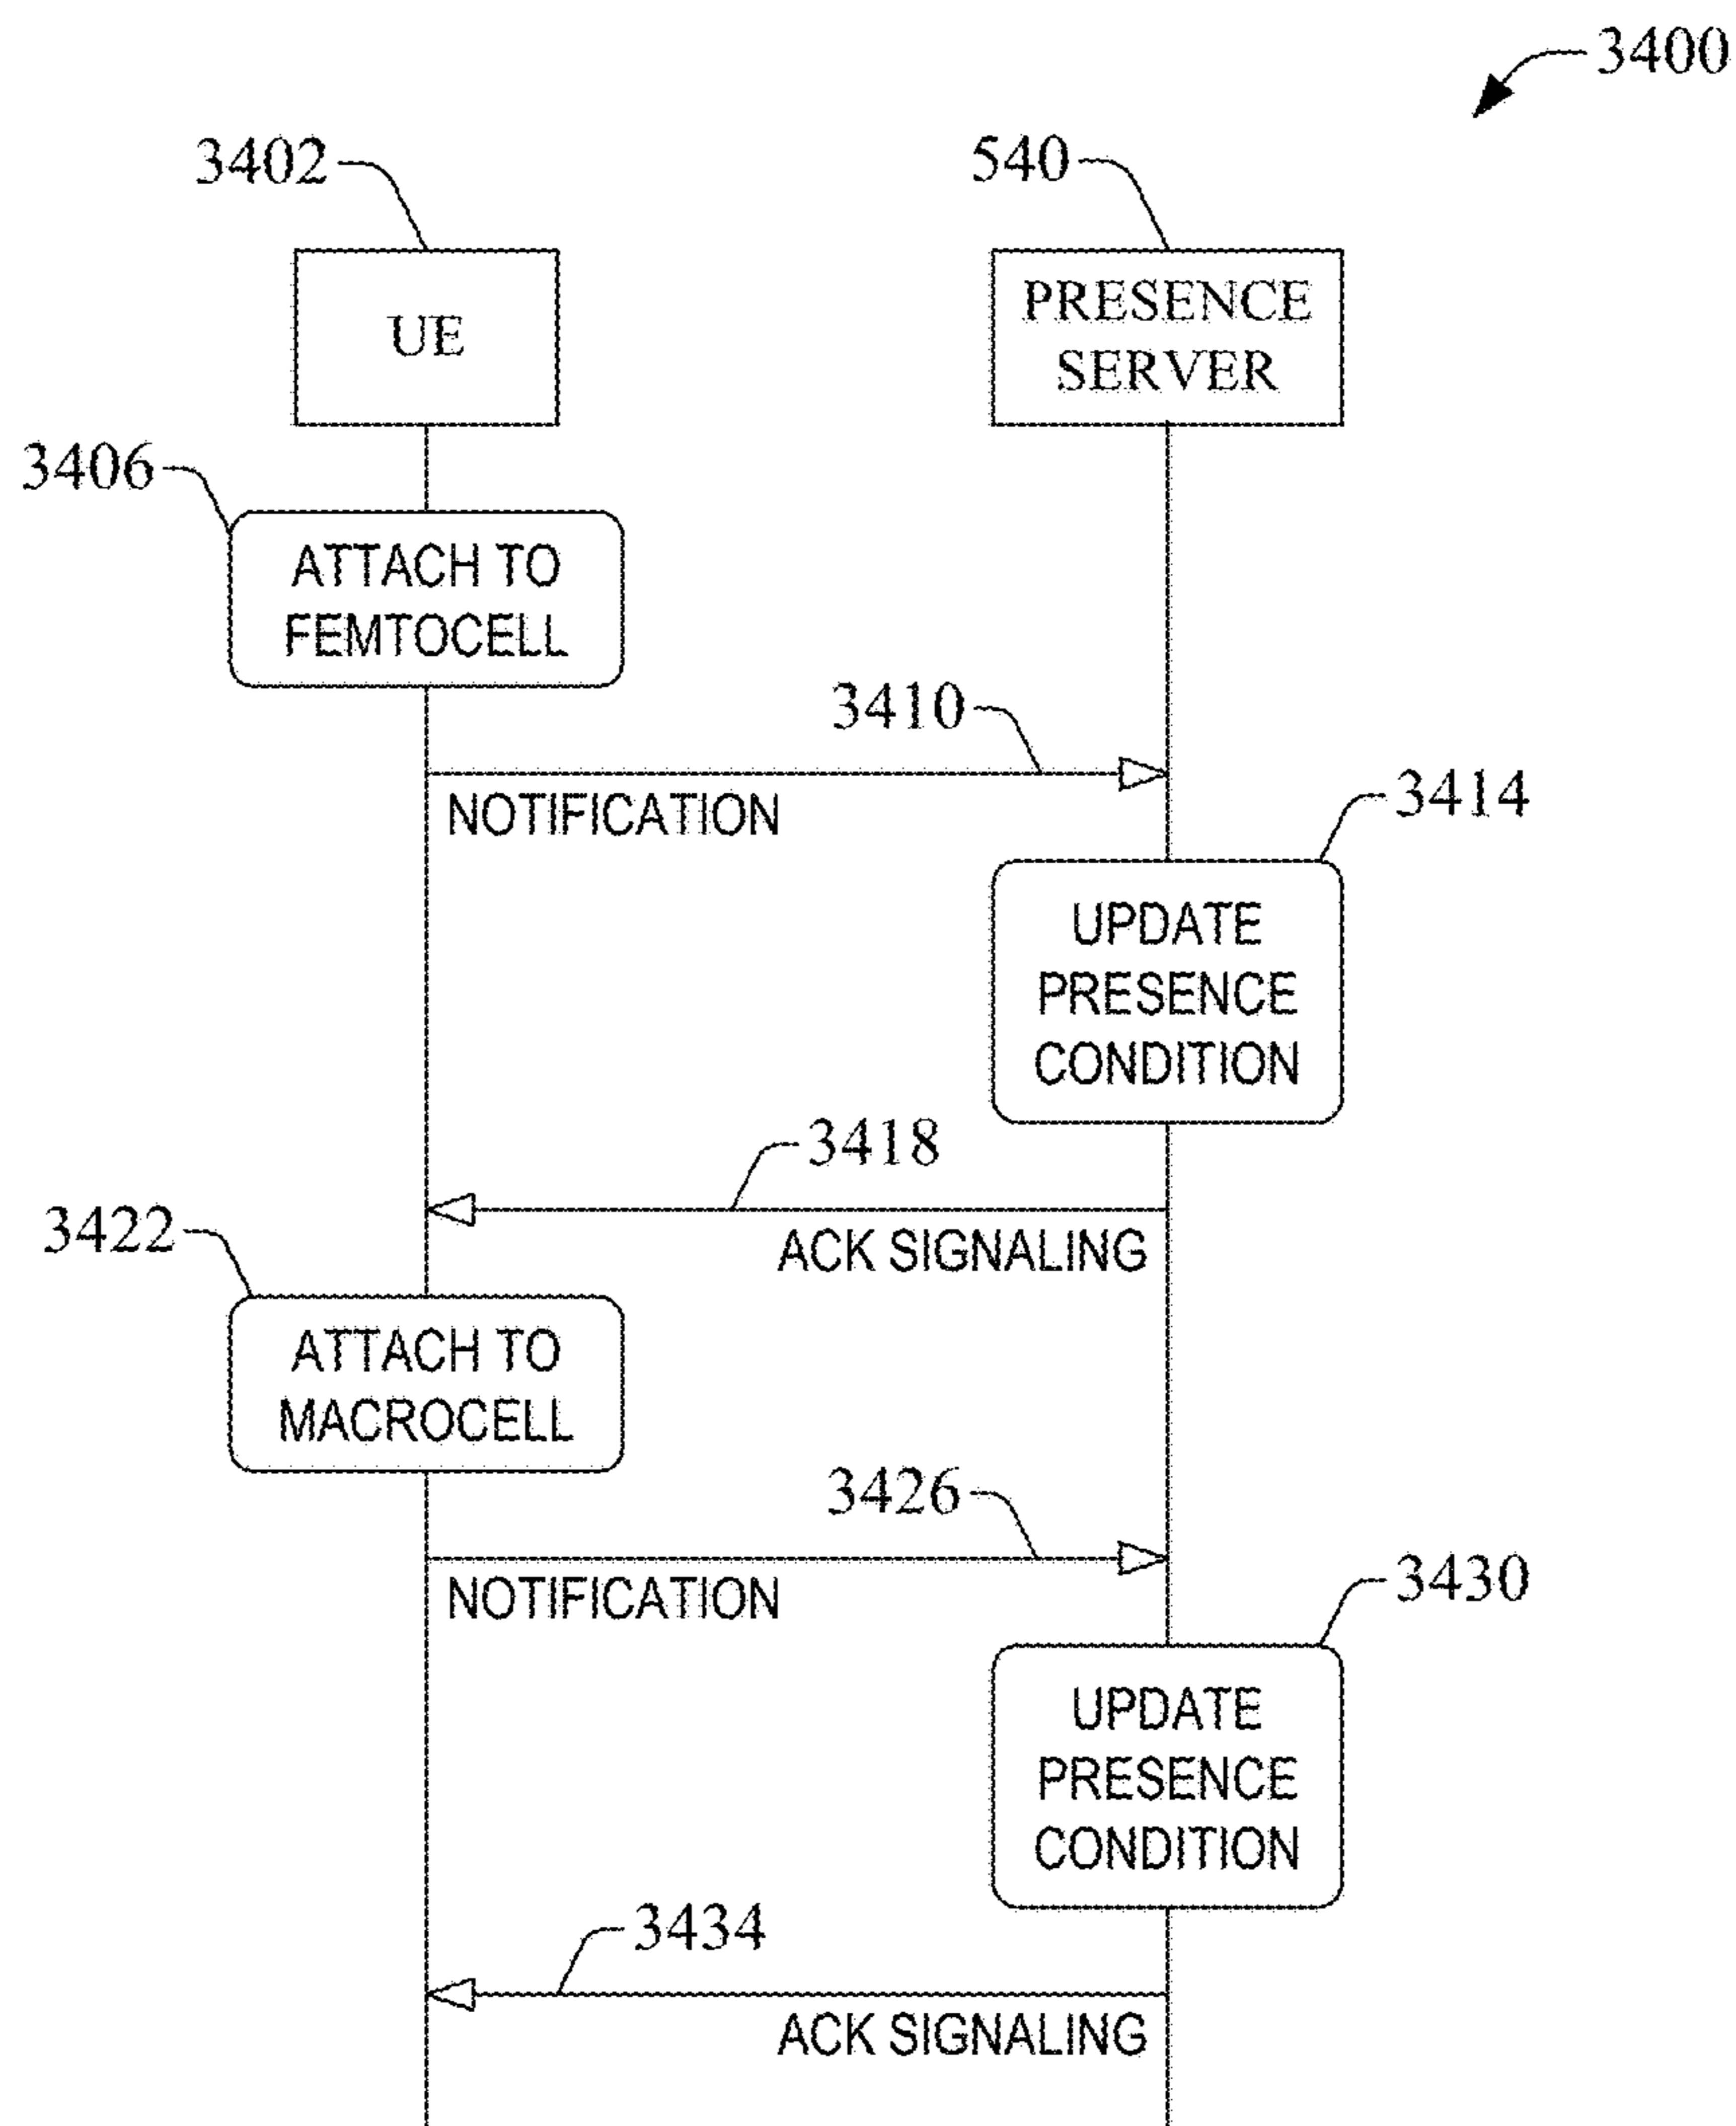 3400
3402
540
UE
PRESENCE
SERVER
3406
ATTACH TO
FEMTOCELL
3410
NOTIFICATION
3414
UPDATE
PRESENCE
CONDITION
3418
ACK SIGNALING
3422
ATTACH TO
MACROCELL
3426
NOTIFICATION
3430
UPDATE
PRESENCE
CONDITION
3434
ACK SIGNALING